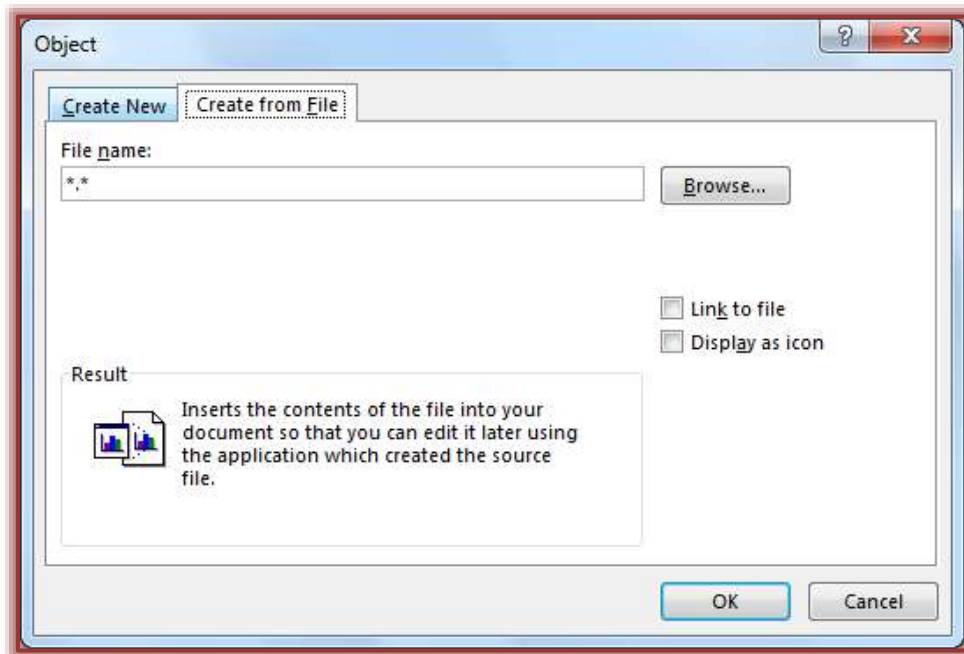 Object
?
Create New
Create from File
File name:
*.*
Browse...
Link to file
Display as icon
Result
Inserts the contents of the file into your
document so that you can edit it later using
the application which created the source
file.
OK
Cancel